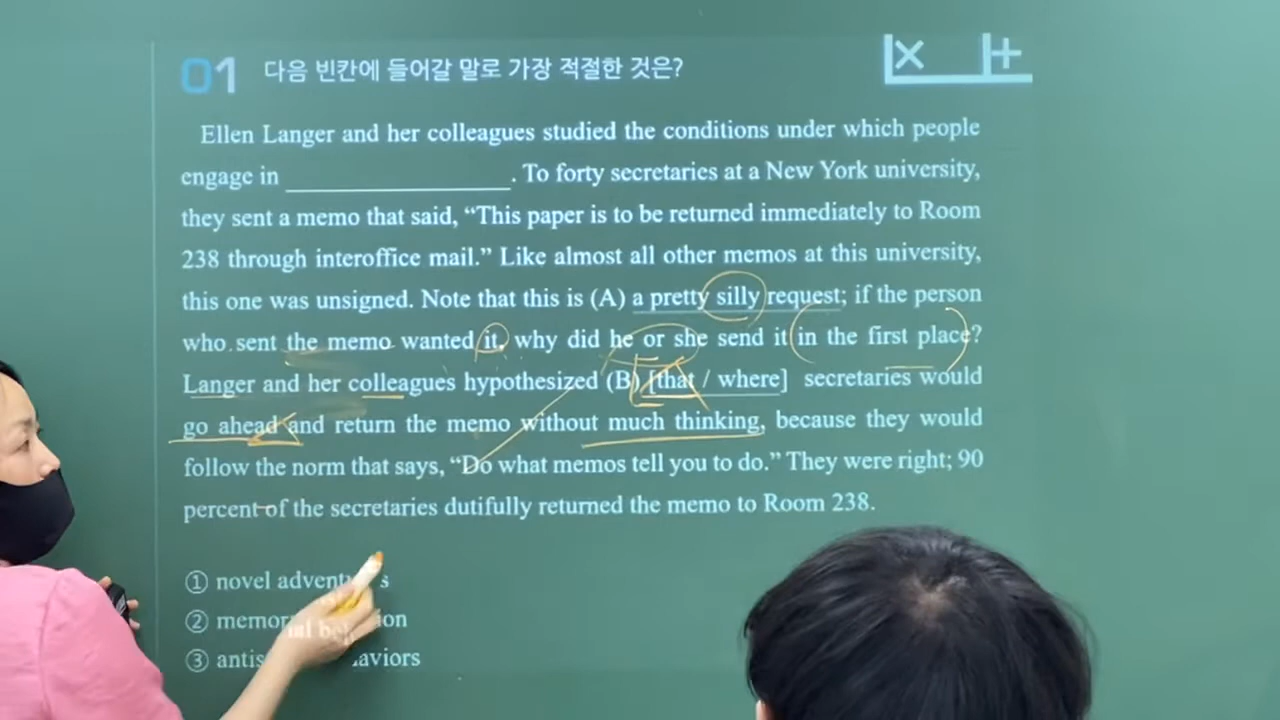 01 다음 빈칸에 들어갈 말로 가장 적절한 것은?
Ellen Langer and her colleagues studied the conditions under which people
engage in ____________. To forty secretaries at a New York university,
they sent a memo that said, “This paper is to be returned immediately to Room
238 through interoffice mail.” Like almost all other memos at this university,
this one was unsigned. Note that this is (A) a pretty silly request; if the person
who sent the memo wanted it, why did he or she send it in the first place?
Langer and her colleagues hypothesized (B) [that / where] secretaries would
go ahead and return the memo without much thinking, because they would
follow the norm that says, “Do what memos tell you to do.” They were right; 90
percent of the secretaries dutifully returned the memo to Room 238.
① novel
②
③